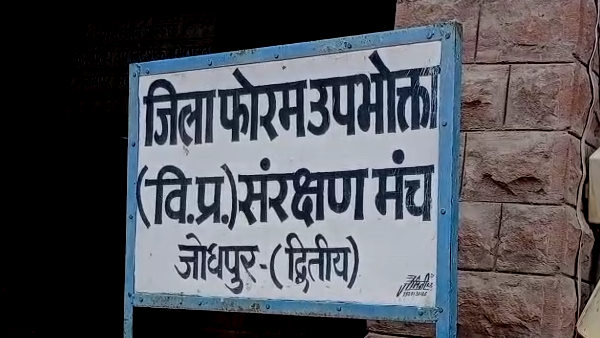 जिला फोरम उपभोक्ता
(वि.प्र.) संरक्षण मंच
जोधपुर-(द्वितीय)